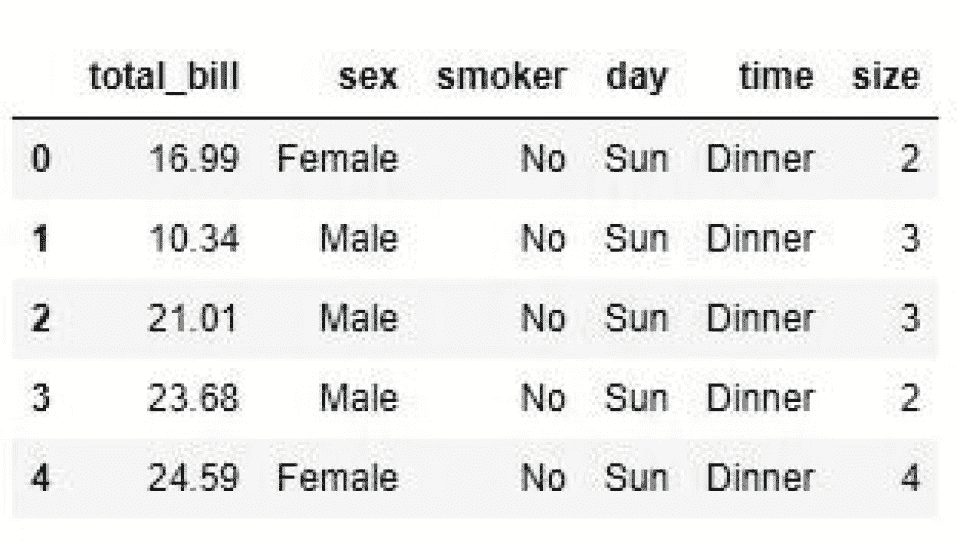 total_bill sex smoker day time size
0 16.99 Female No Sun Dinner 2
1 10.34 Male No Sun Dinner 3
2 21.01 Male No Sun Dinner 3
3 23.68 Male No Sun Dinner 2
4 24.59 Female No Sun Dinner 4